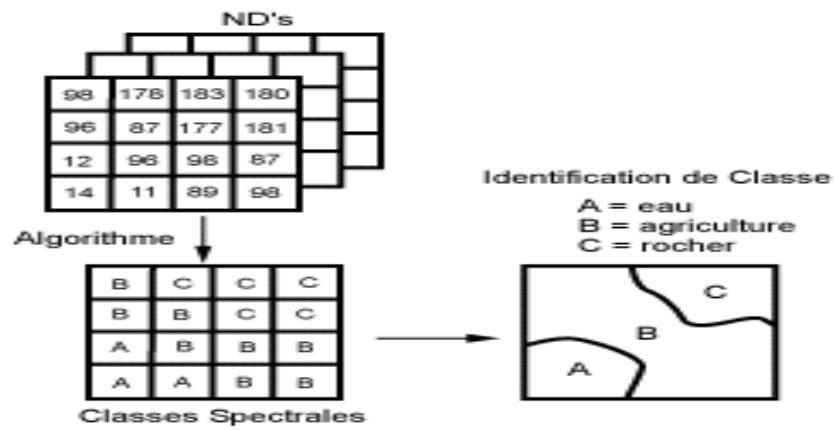 ND's
98 178 183 180
96 87 177 181
12 96 98 87
14 11 89 98
Algorithme
B C C C
B B C C
A B B B
A A B B
Classes Spectrales
Identification de Classe
A = eau
B = agriculture
C = rocher
C
B
A